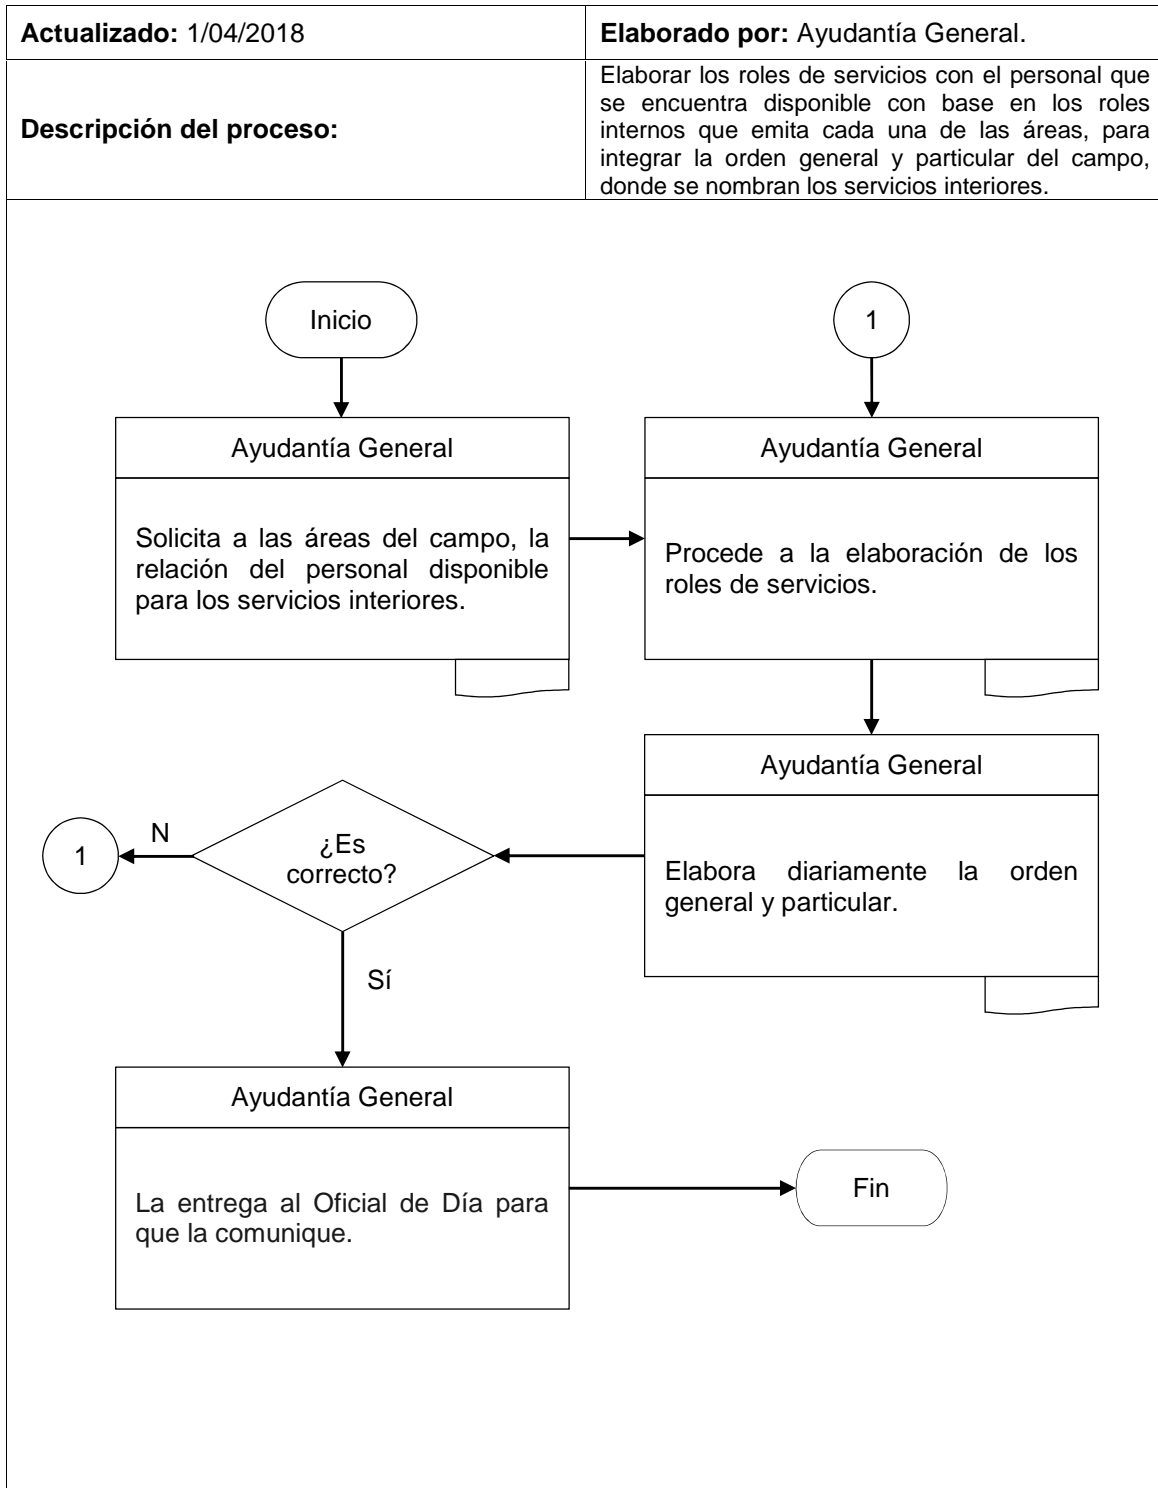 Actualizado: 1/04/2018
Elaborado por: Ayudantía General.
Descripción del proceso:
Elaborar los roles de servicios con el personal que
se encuentra disponible con base en los roles
internos que emita cada una de las áreas, para
integrar la orden general y particular del campo,
donde se nombran los servicios interiores.
Inicio
1
Ayudantía General
Solicita a las áreas del campo, la
relación del personal disponible
para los servicios interiores.
Ayudantía General
Procede a la elaboración de los
roles de servicios.
Ayudantía General
Elabora diariamente la orden
general y particular.
¿Es
correcto?
N
1
Sí
Ayudantía General
La entrega al Oficial de Día para
que la comunique.
Fin